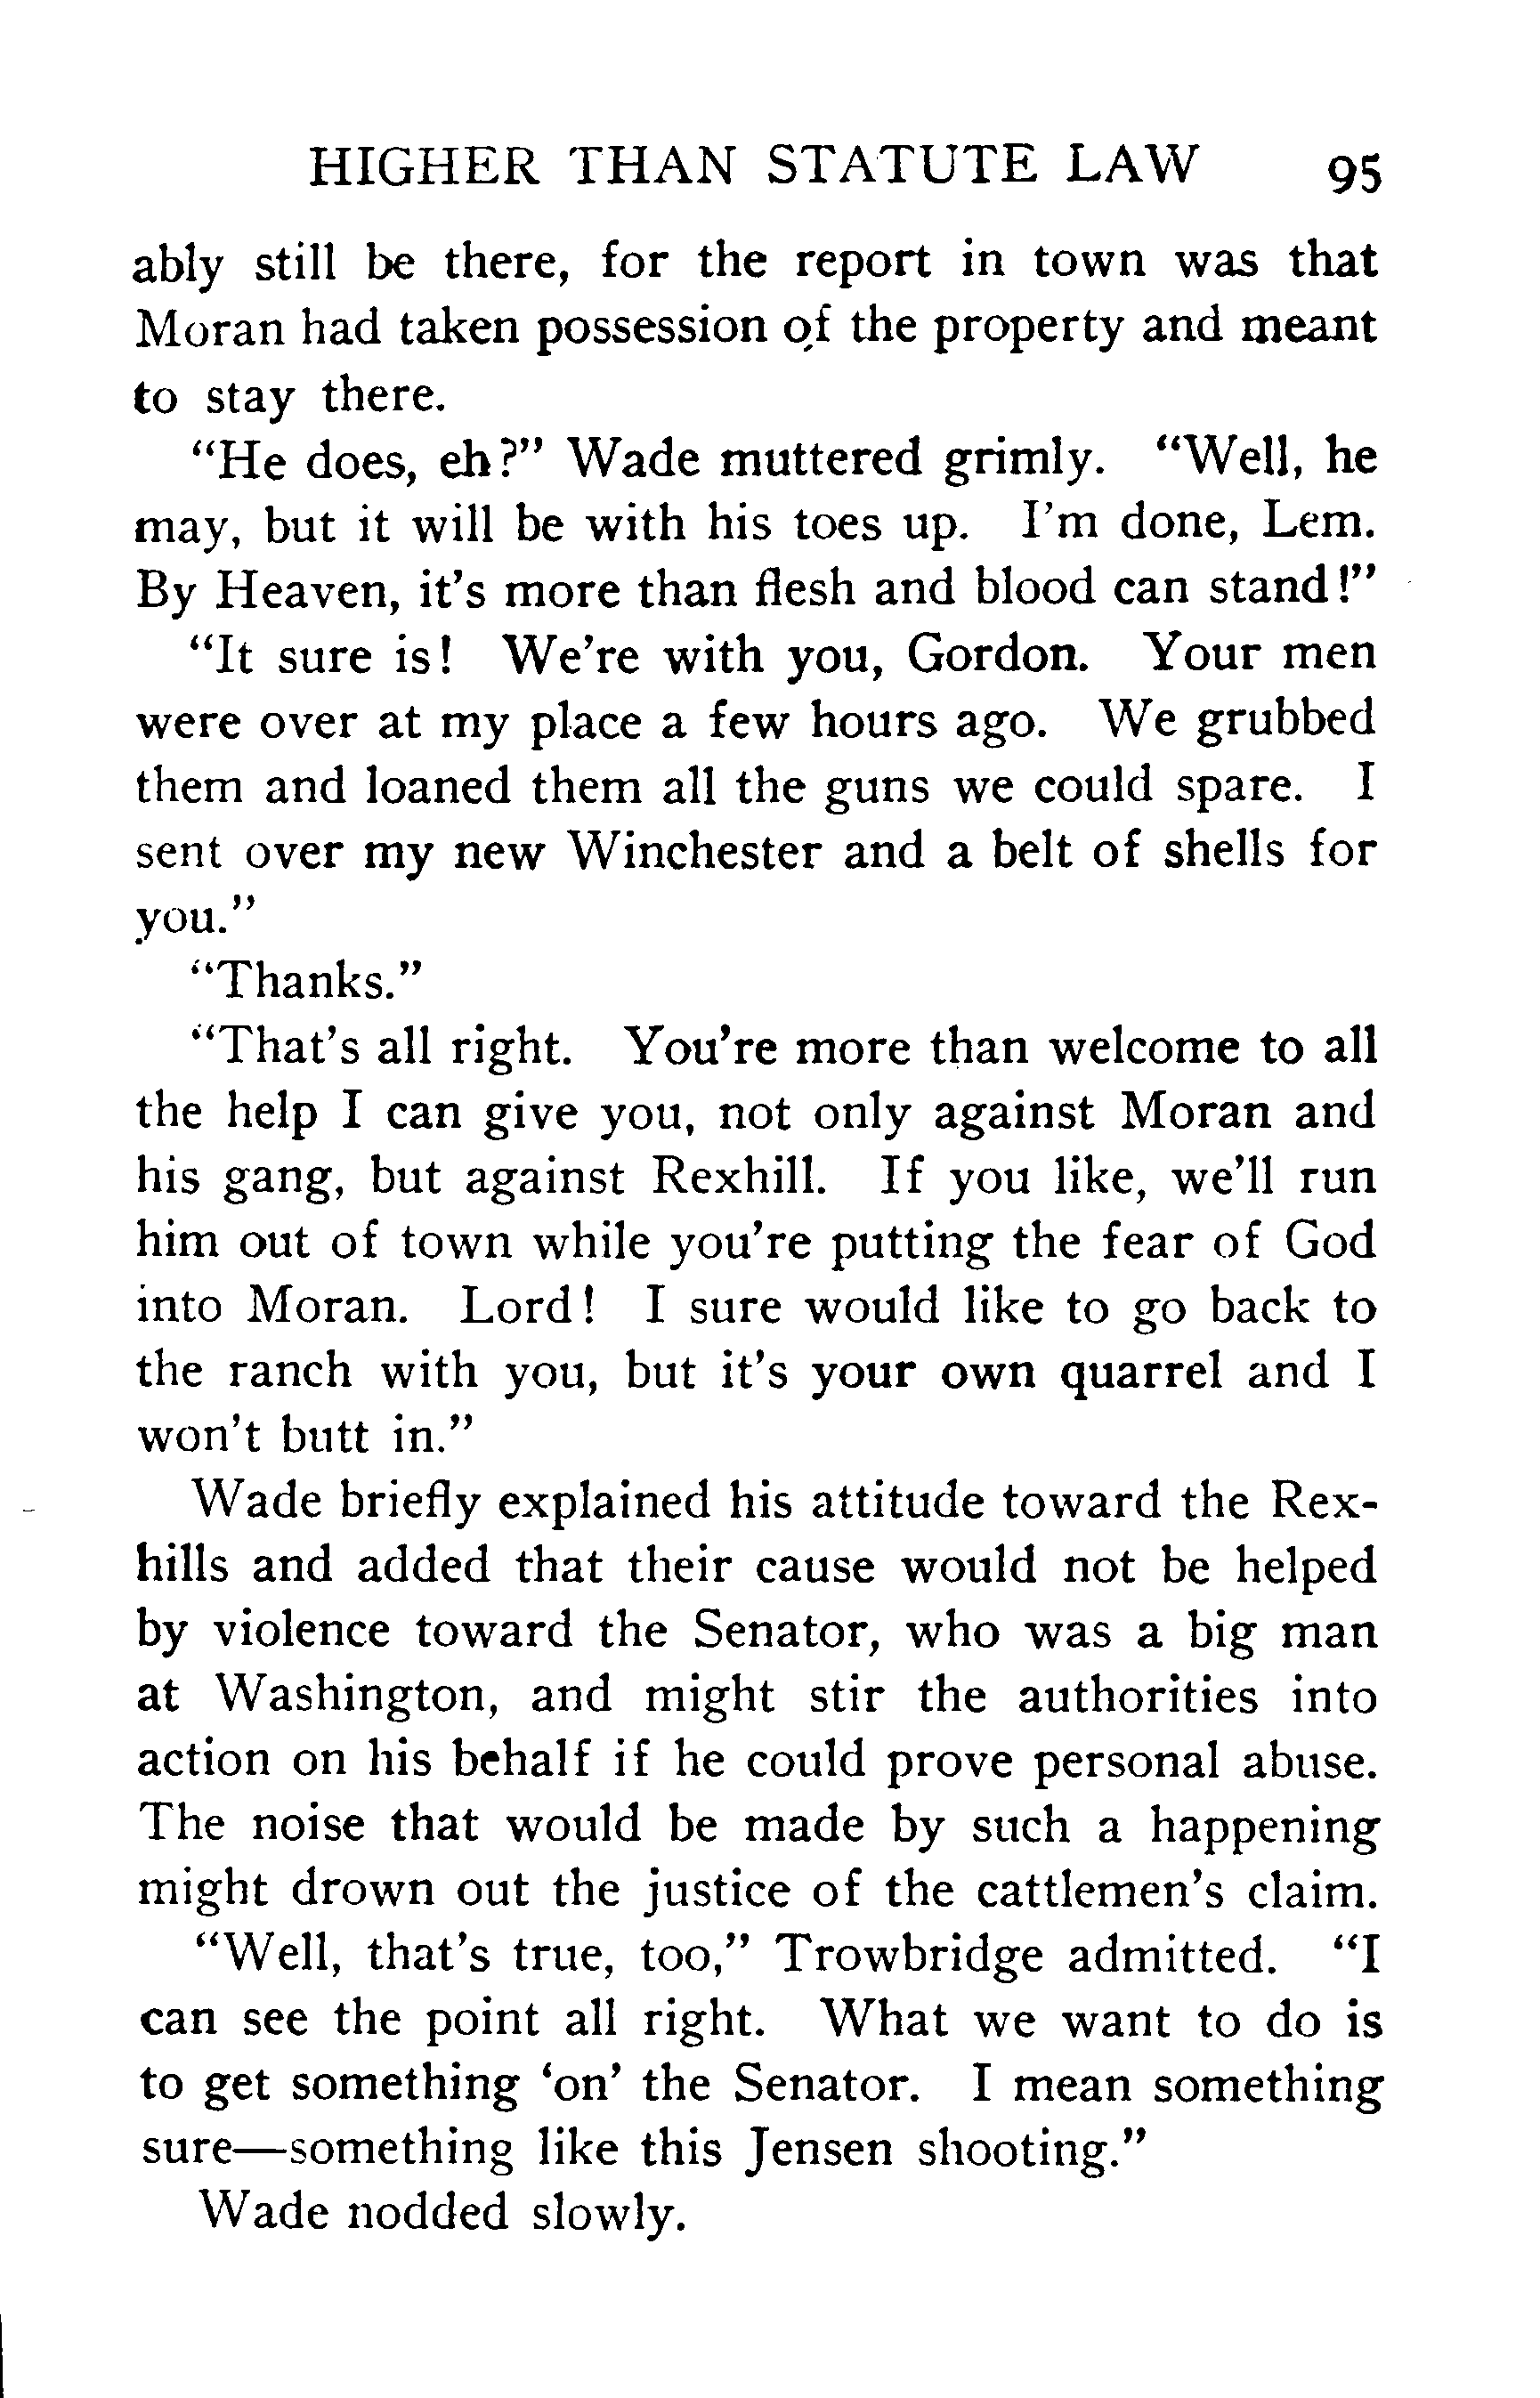 HIGHER THAN STATUTE LAW 95
ably still be there, for the report in town was that
Moran had taken possession of the property and meant
to stay there.
"He does, eh?" Wade muttered grimly. "Well, he
may, but it will be with his toes up. I'm done, Lem.
By Heaven, it's more than flesh and blood can stand!"
"It sure is! We're with you, Gordon. Your men
were over at my place a few hours ago. We grubbed
them and loaned them all the guns we could spare. I
sent over my new Winchester and a belt of shells for
you."
"Thanks."
"That's all right. You're more than welcome to all
the help I can give you, not only against Moran and
his gang, but against Rexhill. If you like, we'll run
him out of town while you're putting the fear of God
into Moran. Lord! I sure would like to go back to
the ranch with you, but it's your own quarrel and I
won't butt in."
Wade briefly explained his attitude toward the Rex-
hills and added that their cause would not be helped
by violence toward the Senator, who was a big man
at Washington, and might stir the authorities into
action on his behalf if he could prove personal abuse.
The noise that would be made by such a happening
might drown out the justice of the cattlemen's claim.
"Well, that's true, too," Trowbridge admitted. "I
can see the point all right. What we want to do is
to get something 'on' the Senator. I mean something
sure—something like this Jensen shooting."
Wade nodded slowly.